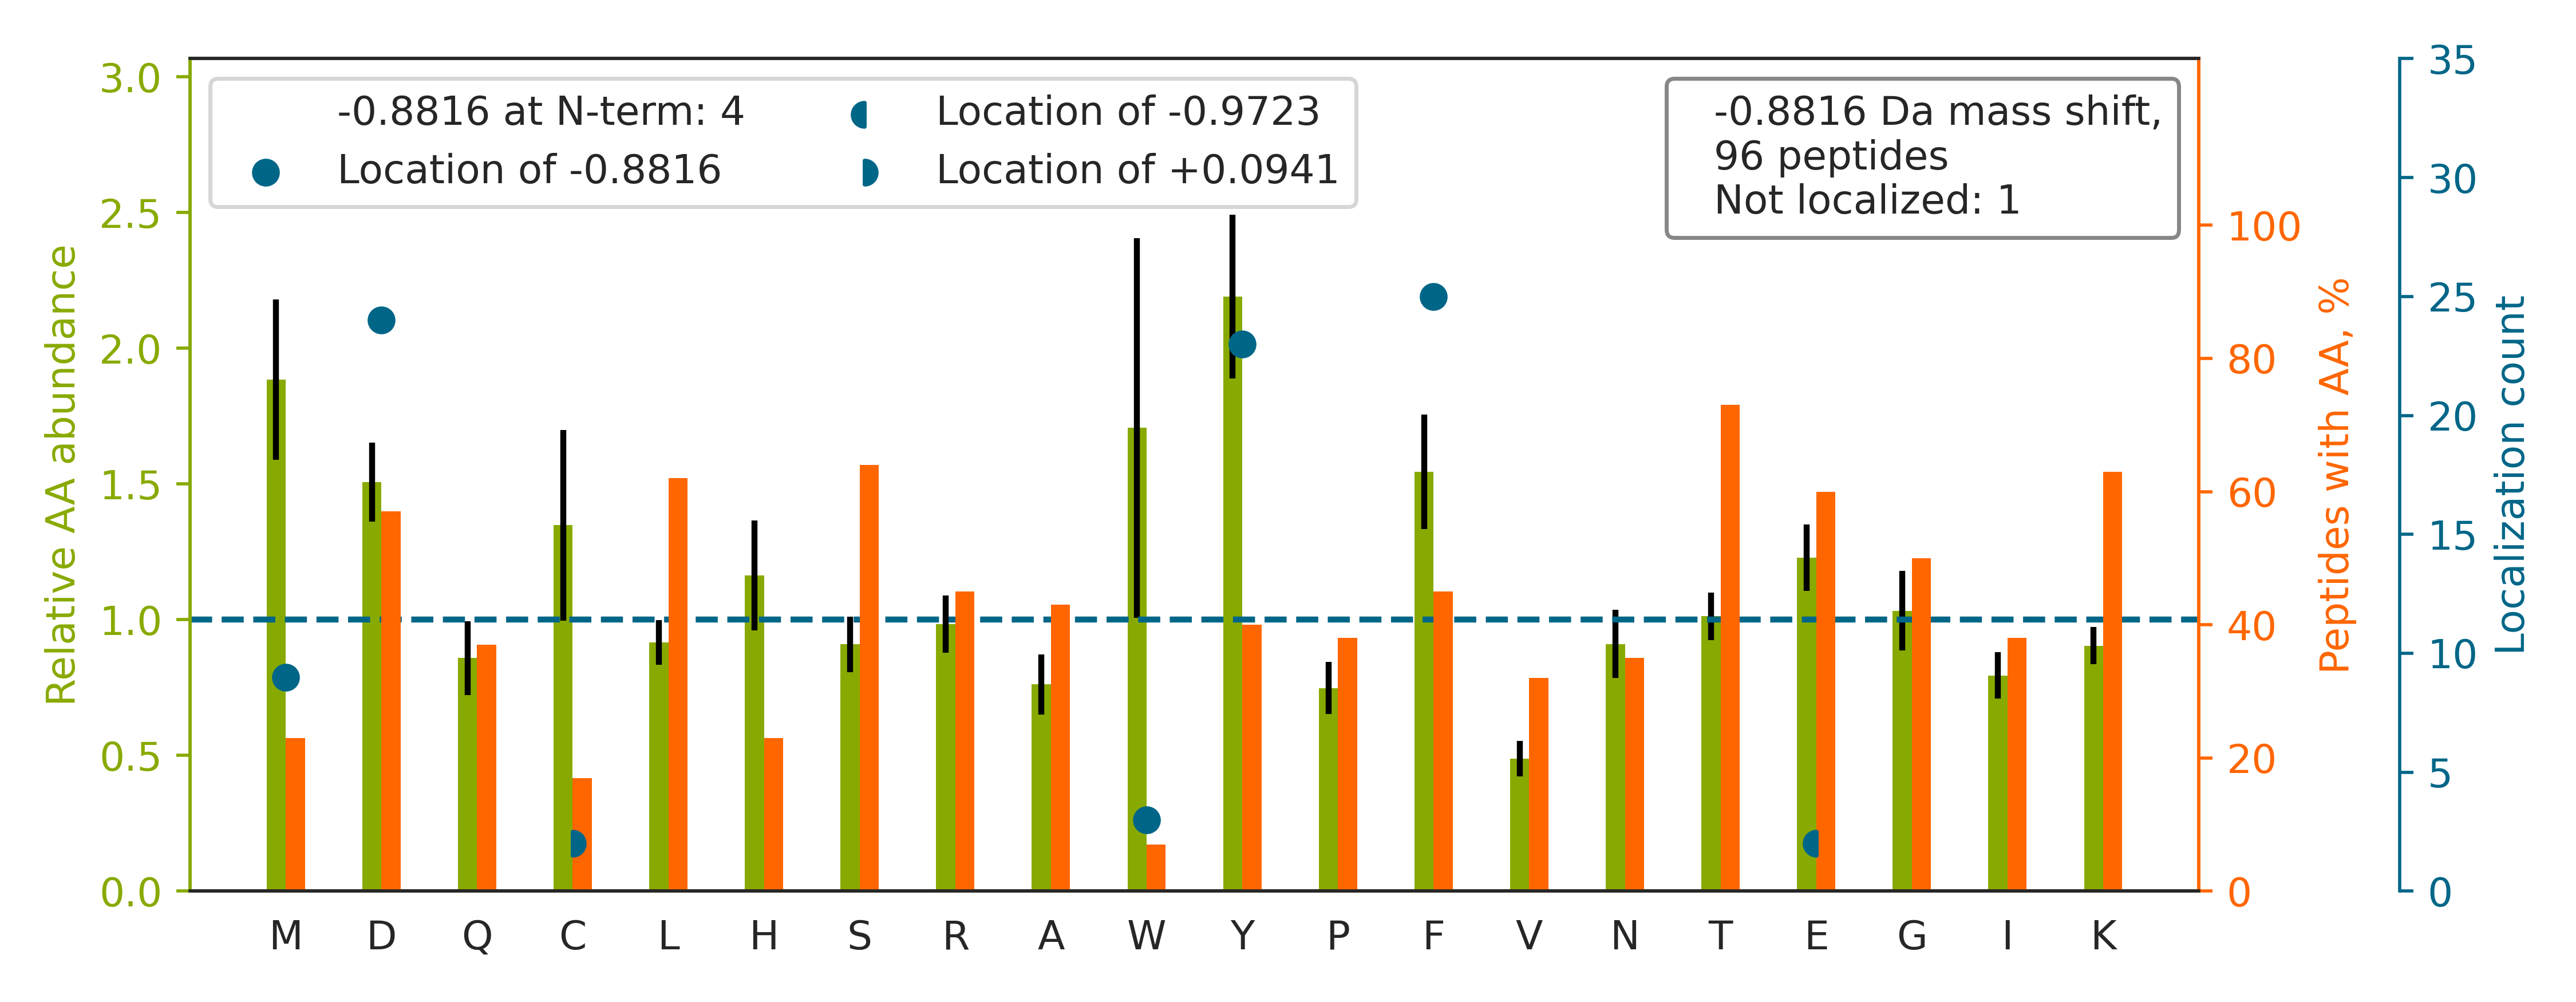 -0.8816 at N-term: 4
Location of -0.8816
Location of -0.9723
Location of +0.0941
-0.8816 Da mass shift,
96 peptides
Not localized: 1
Relative AA abundance
3.0
2.5
2.0
1.5
1.0
0.5
0.0
M D Q C L H S R A W Y P F V N T E G I K
100
80
60
40
20
0
Peptides with AA, %
35
30
25
20
15
10
5
0
Localization count